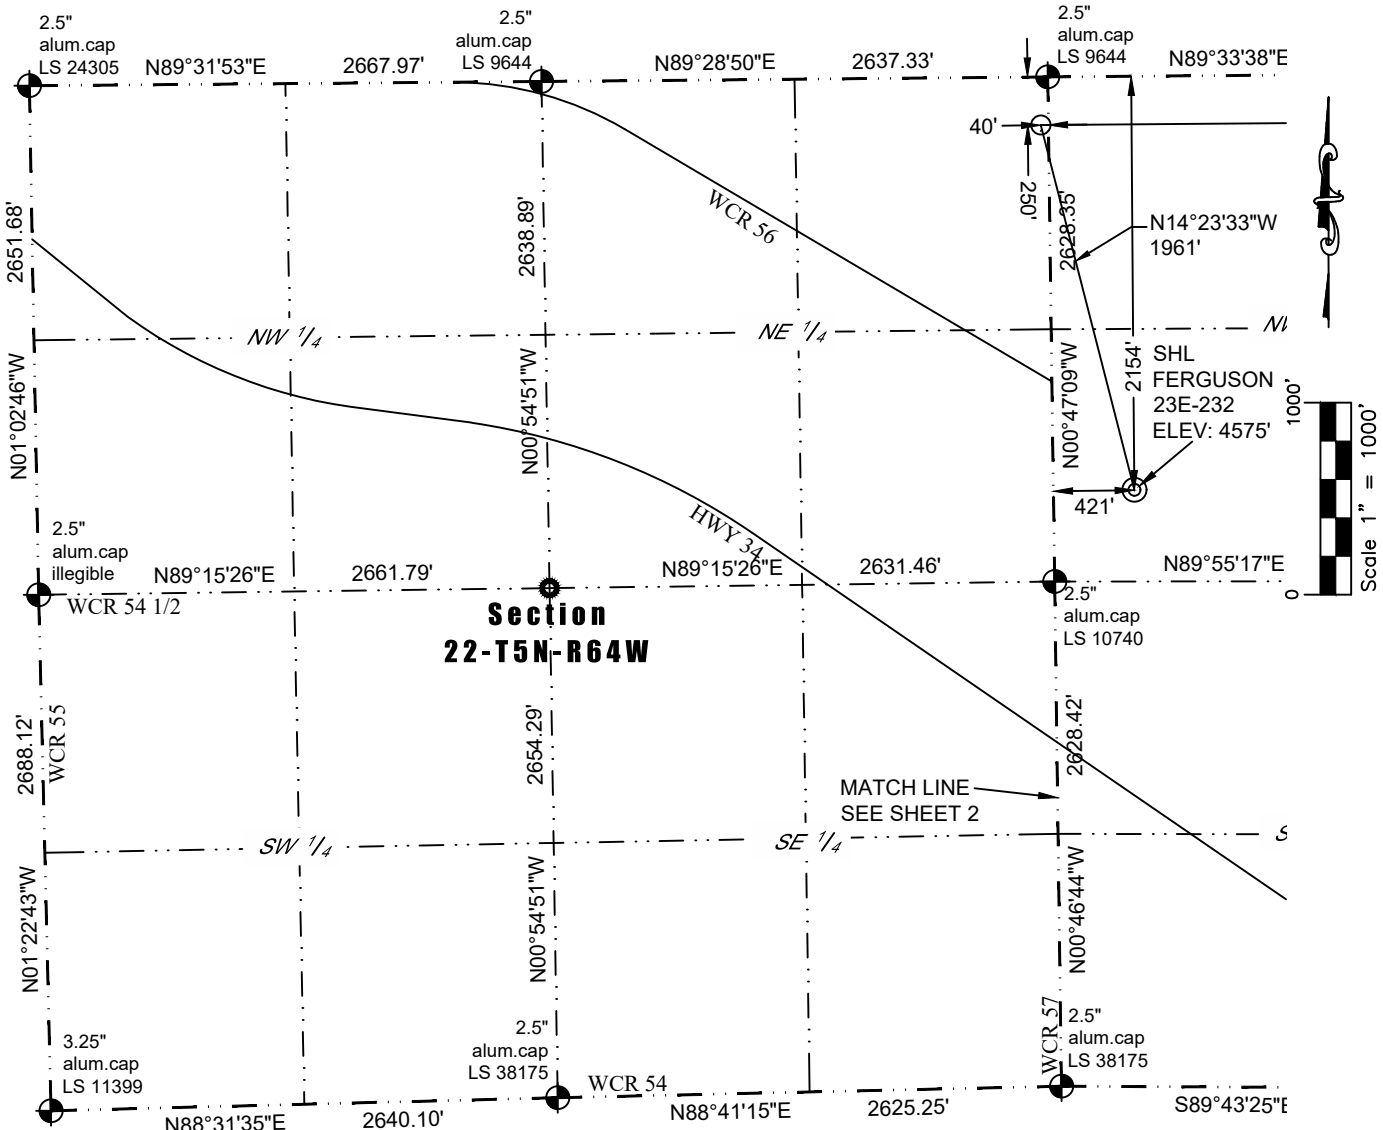 2.5"
alum.cap
LS 24305
N89°31'53"E
2667.97'
2.5"
alum.cap
LS 9644
N89°28'50"E
2637.33'
2.5"
alum.cap
LS 9644
N89°33'38"E
40'
250'
2651.68'
2638.89'
WCR 56
2628.35'
N14°23'33"W
1961'
NW 1/4
NE 1/4
N01°02'46"W
N00°54'51"W
N00°47'09"W
2154'
SHL
FERGUSON
23E-232
ELEV: 4575'
421'
1000'
0
Scale 1" = 1000'
HWY 34
2.5"
alum.cap
illegible
N89°15'26"E
2661.79'
N89°15'26"E
2631.46'
N89°55'17"E
WCR 54 1/2
Section
22-T5N-R64W
2.5"
alum.cap
LS 10740
2688.12'
WCR 55
2654.29'
2628.42'
MATCH LINE
SEE SHEET 2
SW 1/4
SE 1/4
N01°22'43"W
N00°54'51"W
N00°46'44"W
3.25"
alum.cap
LS 11399
2.5"
alum.cap
LS 38175
WCR 54
WCR 57
2.5"
alum.cap
LS 38175
N88°31'35"E
2640.10'
N88°41'15"E
2625.25'
S89°43'25"E